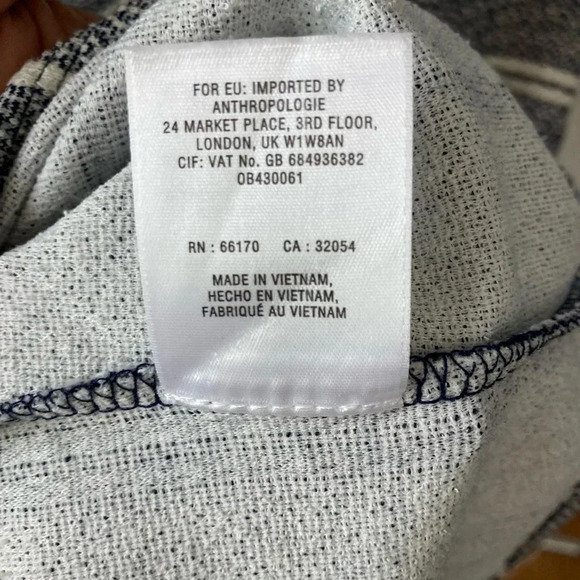 FOR EU: IMPORTED BY
ANTHROPOLOGIE
24 MARKET PLACE, 3RD FLOOR,
LONDON, UK W1W8AN
CIF: VAT No. GB 684936382
OB430061
RN : 66170 CA : 32054
MADE IN VIETNAM,
HECHO EN VIETNAM,
FABRIQUÉ AU VIETNAM